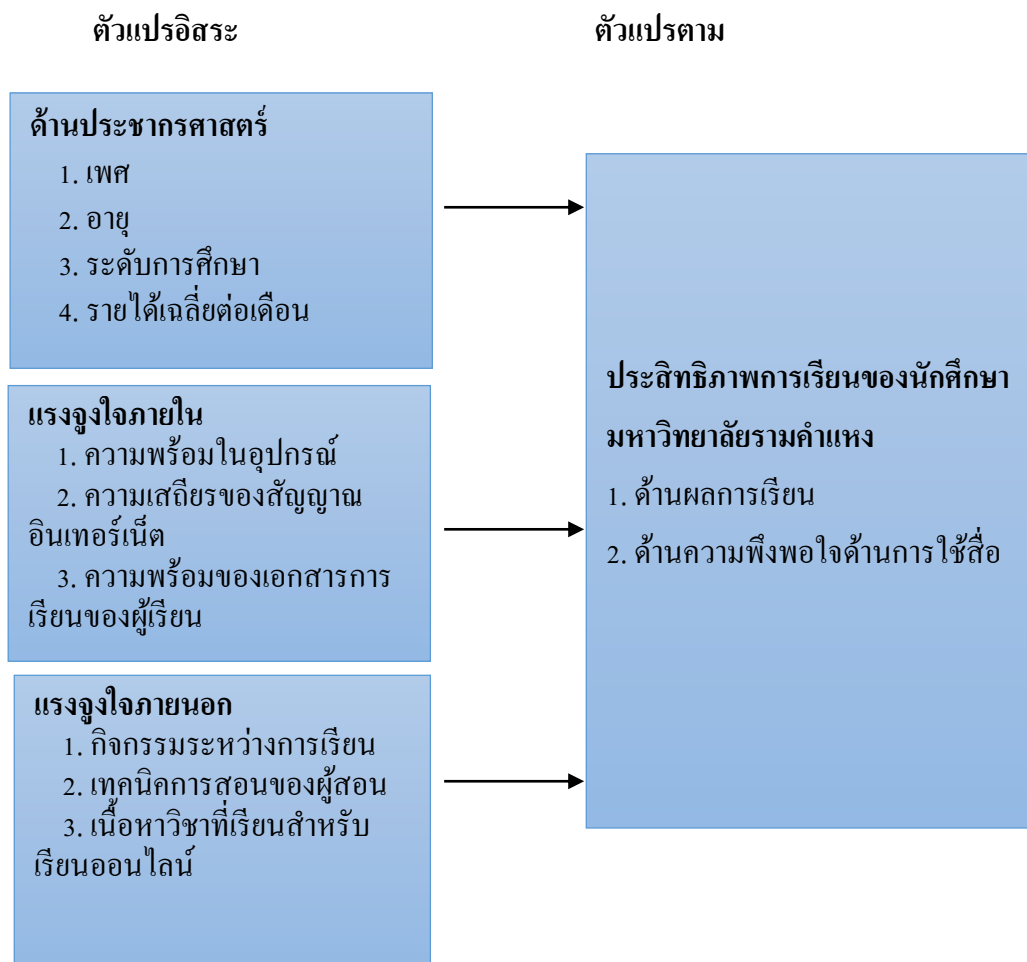 ตัวแปรอิสระ
ตัวแปรตาม
ด้านประชากรศาสตร์
1. เพศ
2. อายุ
3. ระดับการศึกษา
4. รายได้เฉลี่ยต่อเดือน
แรงจูงใจภายใน
1. ความพร้อมในอุปกรณ์
2. ความเสถียรของสัญญาณ
อินเทอร์เน็ต
3. ความพร้อมของเอกสารการ
เรียนของผู้เรียน
แรงจูงใจภายนอก
1. กิจกรรมระหว่างการเรียน
2. เทคนิคการสอนของผู้สอน
3. เนื้อหาวิชาที่เรียนสำหรับ
เรียนออนไลน์
ประสิทธิภาพการเรียนของนักศึกษา
มหาวิทยาลัยรามคำแหง
1. ด้านผลการเรียน
2. ด้านความพึงพอใจด้านการใช้สื่อ